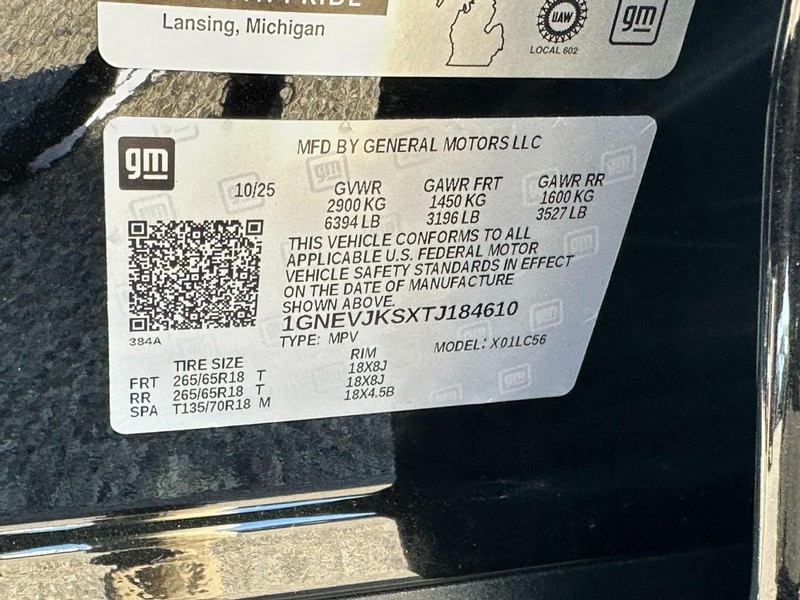 Lansing, Michigan
UAW
LOCAL 602
gm
gm
MFD BY GENERAL MOTORS LLC
10/25 GVWR GAWR FRT GAWR RR
2900 KG 1450 KG 1600 KG
6394 LB 3196 LB 3527 LB
THIS VEHICLE CONFORMS TO ALL
APPLICABLE U.S. FEDERAL MOTOR
VEHICLE SAFETY STANDARDS IN EFFECT
ON THE DATE OF MANUFACTURE
SHOWN ABOVE.
1GNEVJKSXTJ184610
384A
TYPE: MPV MODEL: X01LC56
TIRE SIZE RIM
FRT 265/65R18 T 18X8J
RR 265/65R18 T 18X8J
SPA T135/70R18 M 18X4.5B